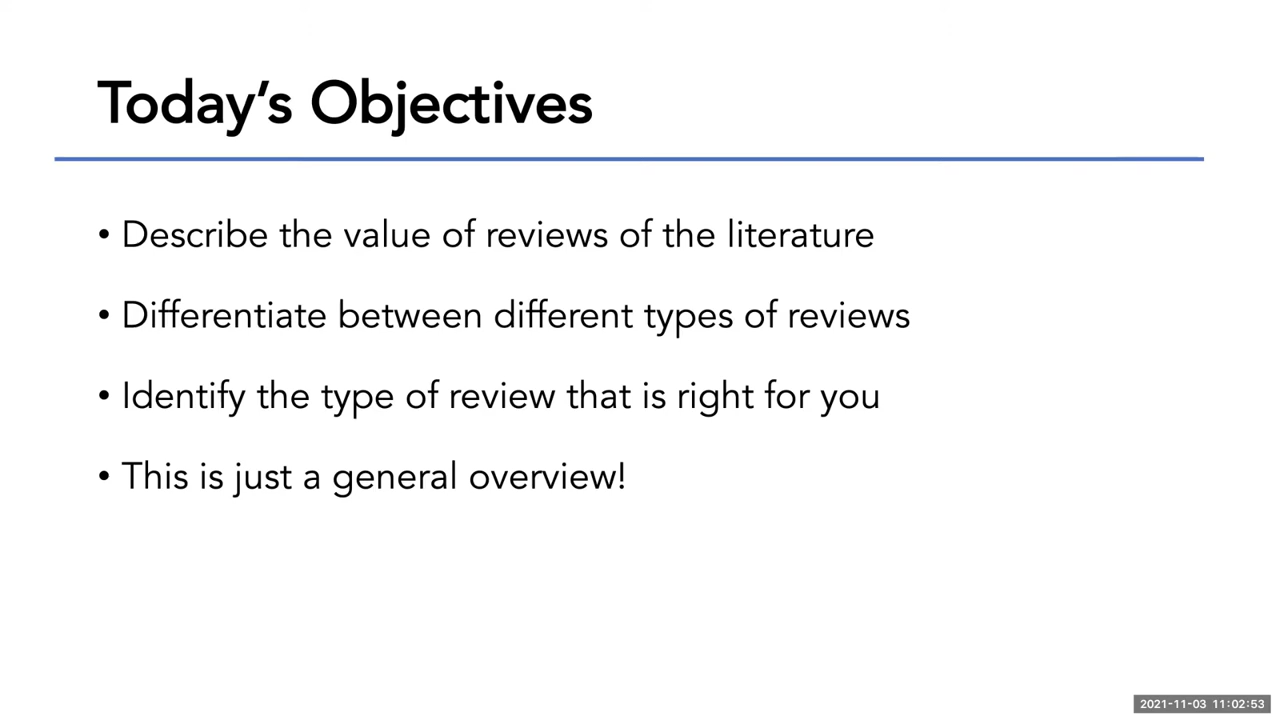 Today’s Objectives
• Describe the value of reviews of the literature
• Differentiate between different types of reviews
• Identify the type of review that is right for you
• This is just a general overview!
2021-11-03 11:02:53